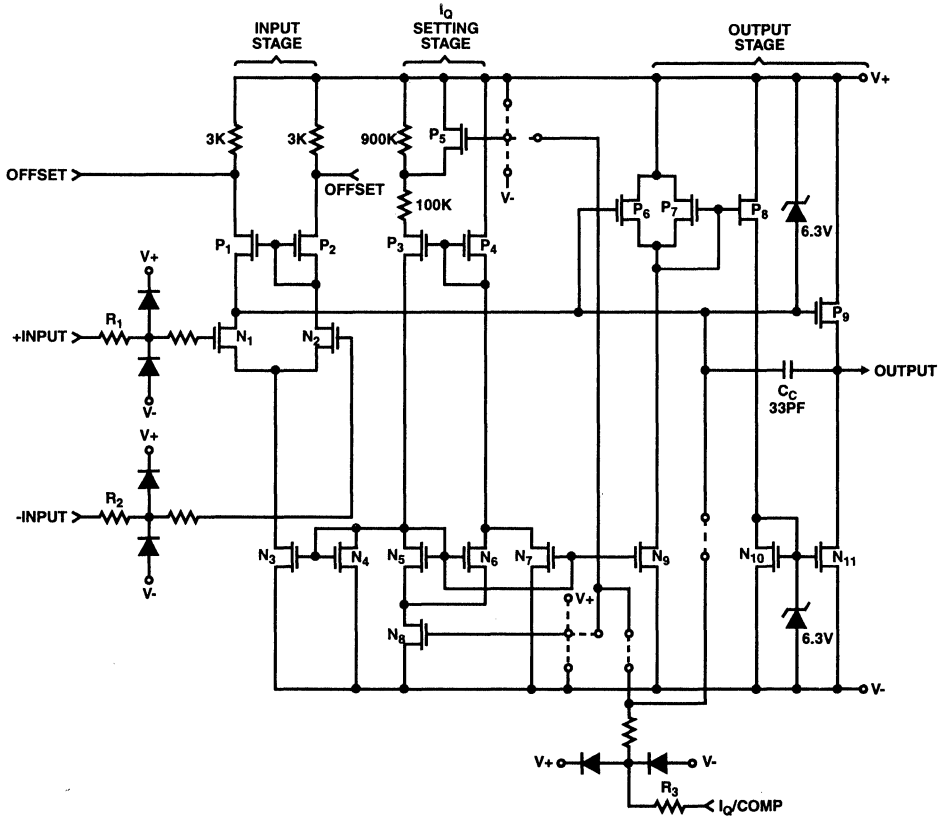 INPUT
STAGE
IQ
SETTING
STAGE
OUTPUT
STAGE
V+
3K
3K
900K
P5
OFFSET
OFFSET
V-
100K
P6
P7
P8
6.3V
P1
P2
P3
P4
V+
P9
R1
+INPUT
N1
N2
OUTPUT
CC
33PF
V-
V+
R2
-INPUT
N3
N4
N5
N6
N7
N9
N10
N11
V-
V+
N8
6.3V
V-
V+
V-
R3
IQ/COMP